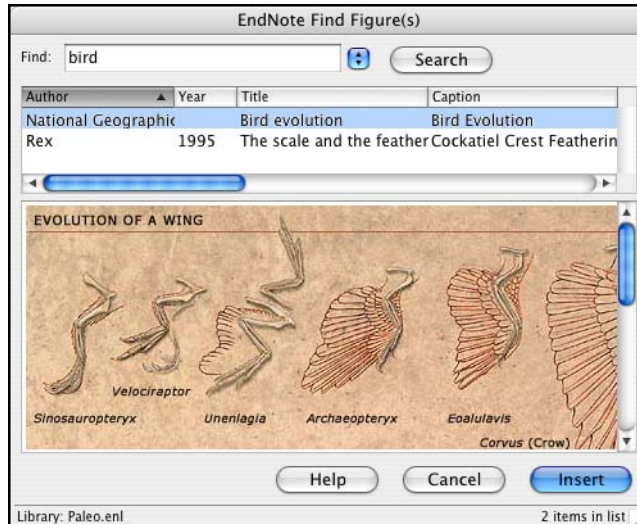 EndNote Find Figure(s)
Find: bird Search
Author Year Title Caption
National Geographic Bird evolution Bird Evolution
Rex 1995 The scale and the feather Cockatiel Crest Featherin
EVOLUTION OF A WING
Velociraptor
Sinosauropteryx Unenlagia Archaeopteryx Eoalulavis
Corvus (Crow)
Help Cancel Insert
Library: Paleo.enl 2 items in list